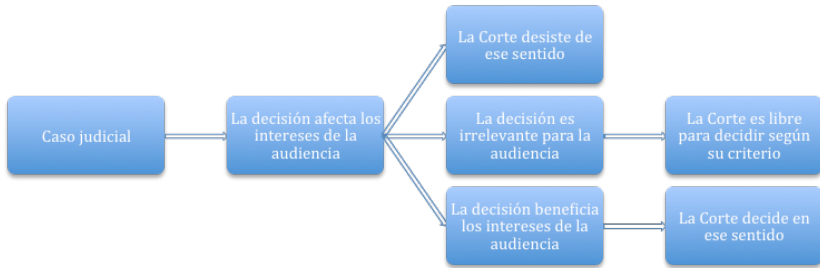 Caso judicial
La decisión afecta los
intereses de la
audiencia
La Corte desiste de
ese sentido
La decisión es
irrelevante para la
audiencia
La Corte es libre
para decidir según
su criterio
La decisión beneficia
los intereses de la
audiencia
La Corte decide en
ese sentido